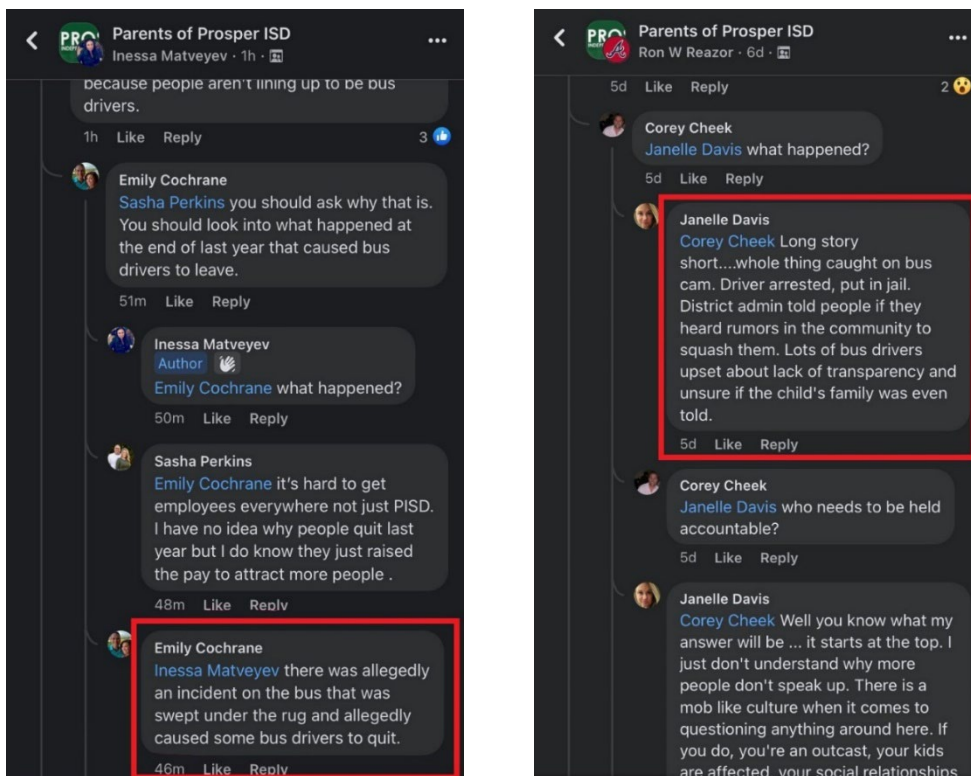 Parents of Prosper ISD
Inessa Matveyev · 1h ·
because people aren't lining up to be bus
drivers.
1h Like Reply 3
Emily Cochrane
Sasha Perkins you should ask why that is.
You should look into what happened at
the end of last year that caused bus
drivers to leave.
51m Like Reply
Inessa Matveyev
Author
Emily Cochrane what happened?
50m Like Reply
Sasha Perkins
Emily Cochrane it's hard to get
employees everywhere not just PISD.
I have no idea why people quit last
year but I do know they just raised
the pay to attract more people .
48m Like Reply
Emily Cochrane
Inessa Matveyev there was allegedly
an incident on the bus that was
swept under the rug and allegedly
caused some bus drivers to quit.
46m Like Reply
Parents of Prosper ISD
Ron W Reazor · 6d ·
5d Like Reply 2
Corey Cheek
Janelle Davis what happened?
5d Like Reply
Janelle Davis
Corey Cheek Long story
short....whole thing caught on bus
cam. Driver arrested, put in jail.
District admin told people if they
heard rumors in the community to
squash them. Lots of bus drivers
upset about lack of transparency and
unsure if the child's family was even
told.
5d Like Reply
Corey Cheek
Janelle Davis who needs to be held
accountable?
5d Like Reply
Janelle Davis
Corey Cheek Well you know what my
answer will be ... it starts at the top. I
just don't understand why more
people don't speak up. There is a
mob like culture when it comes to
questioning anything around here. If
you do, you're an outcast, your kids
are affected, your social relationships